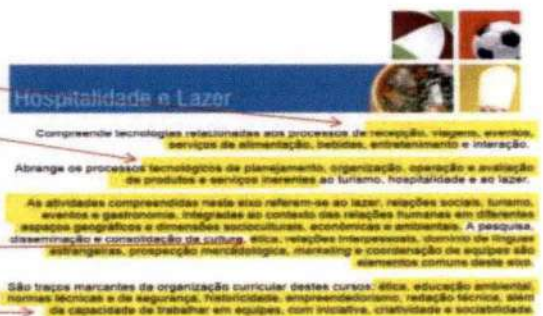 Hospitalidade e Lazer
Compreende tecnologias relacionadas aos processos de recepção, viagens, eventos,
serviços de alimentação, bebidas, entretenimento e interação.
Abrange os processos tecnológicos de planejamento, organização, operação e avaliação
de produtos e serviços inerentes ao turismo, hospitalidade e ao lazer.
As atividades compreendidas neste eixo referem-se ao lazer, relações sociais, turismo,
eventos e gastronomia, integradas ao contexto das relações humanas em diferentes
espaços geográficos e dimensões socioculturais, econômicas e ambientais. A pesquisa,
disseminação e consolidação da cultura, ética, relações interpessoais, domínio de línguas
estrangeiras, prospecção mercadológica, marketing e coordenação de equipes são
elementos comuns deste eixo.
São traços marcantes da organização curricular destes cursos: ética, educação ambiental,
normas técnicas e de segurança, historicidade, empreendedorismo, redação técnica, além
da capacidade de trabalhar em equipes, com iniciativa, criatividade e sociabilidade.